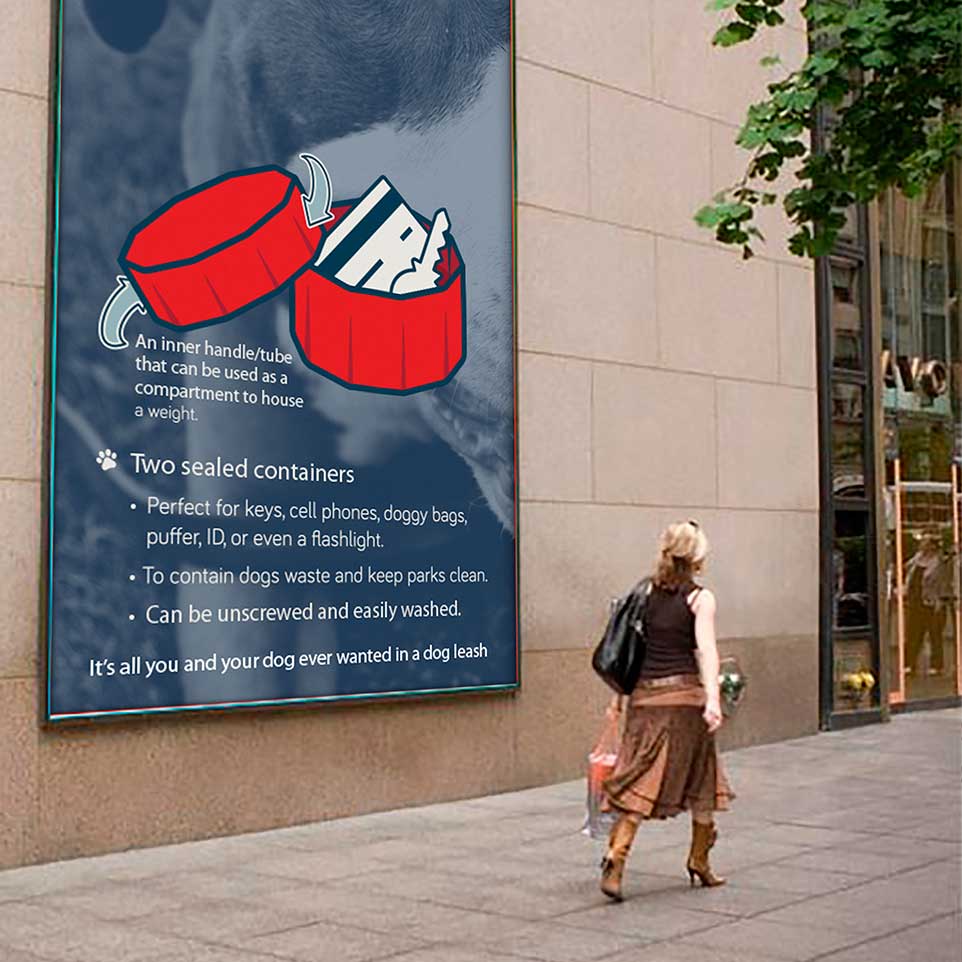 An inner handle/tube
that can be used as a
compartment to house
a weight.
Two sealed containers
• Perfect for keys, cell phones, doggy bags,
puffer, ID, or even a flashlight.
• To contain dogs waste and keep parks clean.
• Can be unscrewed and easily washed.
It's all you and your dog ever wanted in a dog leash